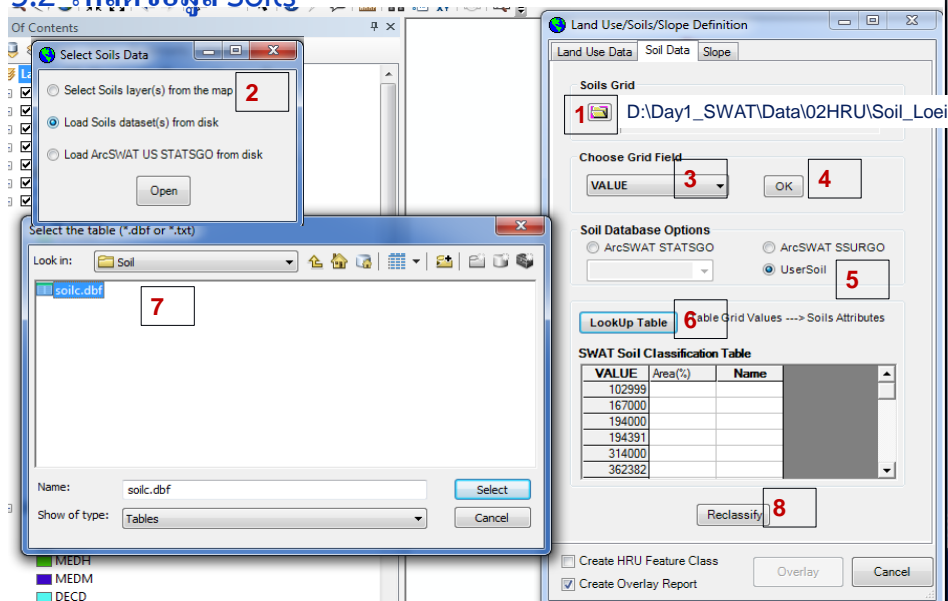 Of Contents
Select Soils Data
Select Soils layer(s) from the map
2
Load Soils dataset(s) from disk
Load ArcSWAT US STATSGO from disk
Open
Select the table (*.dbf or *.txt)
Look in:
Soil
soilc.dbf
7
Name:
soilc.dbf
Select
Show of type:
Tables
Cancel
MEDH
MEDM
DECD
Land Use/Soils/Slope Definition
Land Use Data
Soil Data
Slope
Soils Grid
1
D:\Day1_SWAT\Data\02HRU\Soil_Loei
Choose Grid Field
VALUE
3
OK
4
Soil Database Options
ArcSWAT STATSGO
ArcSWAT SSURGO
UserSoil
5
LookUp Table
6
Table Grid Values ---> Soils Attributes
SWAT Soil Classification Table
VALUE Area(%) Name
102999
167000
194000
194391
314000
362382
Reclassify
8
Create HRU Feature Class
Create Overlay Report
Overlay
Cancel